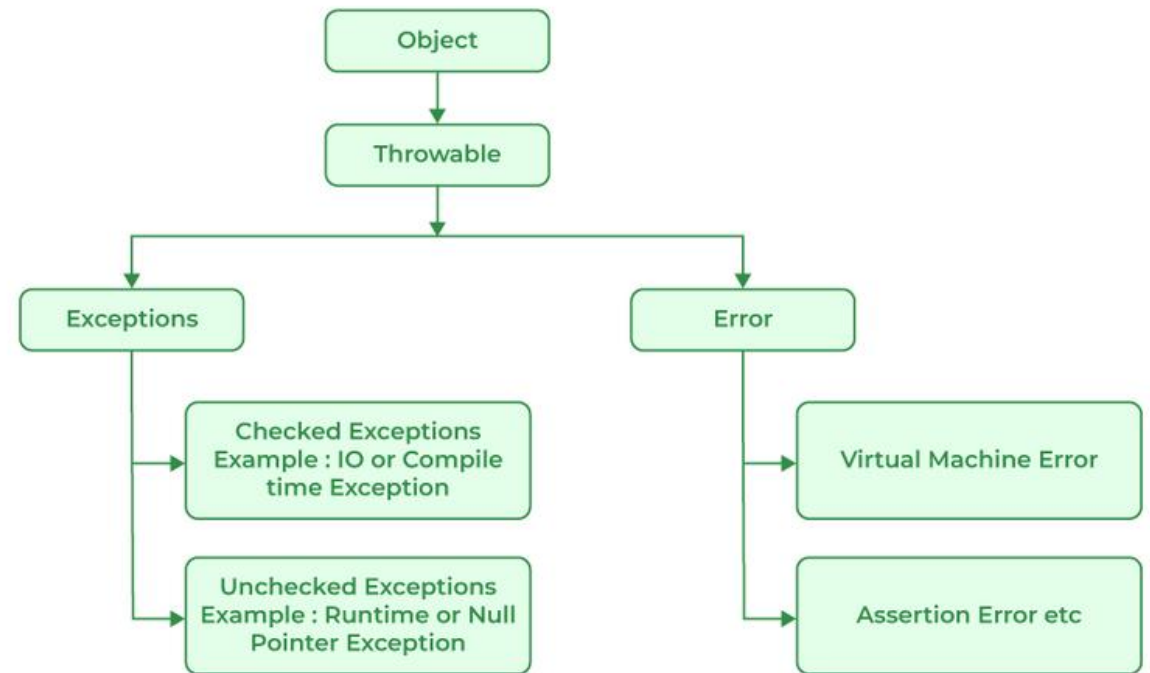 Object
Throwable
Exceptions
Error
Checked Exceptions
Example : IO or Compile
time Exception
Virtual Machine Error
Unchecked Exceptions
Example : Runtime or Null
Pointer Exception
Assertion Error etc